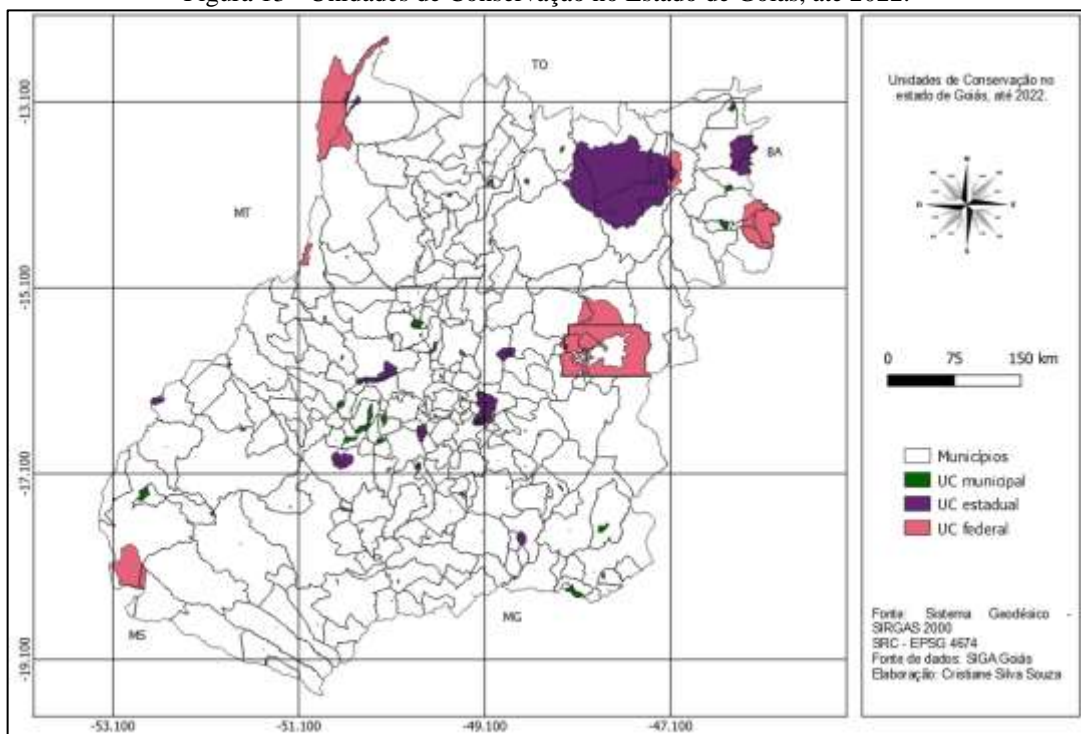 Figura 15 - Unidades de Conservação no Estado de Goiás, até 2022.
TO
BA
MT
MS
MG
-13.100
-15.100
-17.100
-19.100
-53.100
-51.100
-49.100
-47.100
Unidades de Conservação no
estado de Goiás, até 2022.
0 75 150 km
Municípios
UC municipal
UC estadual
UC federal
Fonte: Sistema Geodésico -
SIRGAS 2000
SRC - EPSG 4674
Fonte de dados: SIGA Goiás
Elaboração: Cristiane Silva Souza